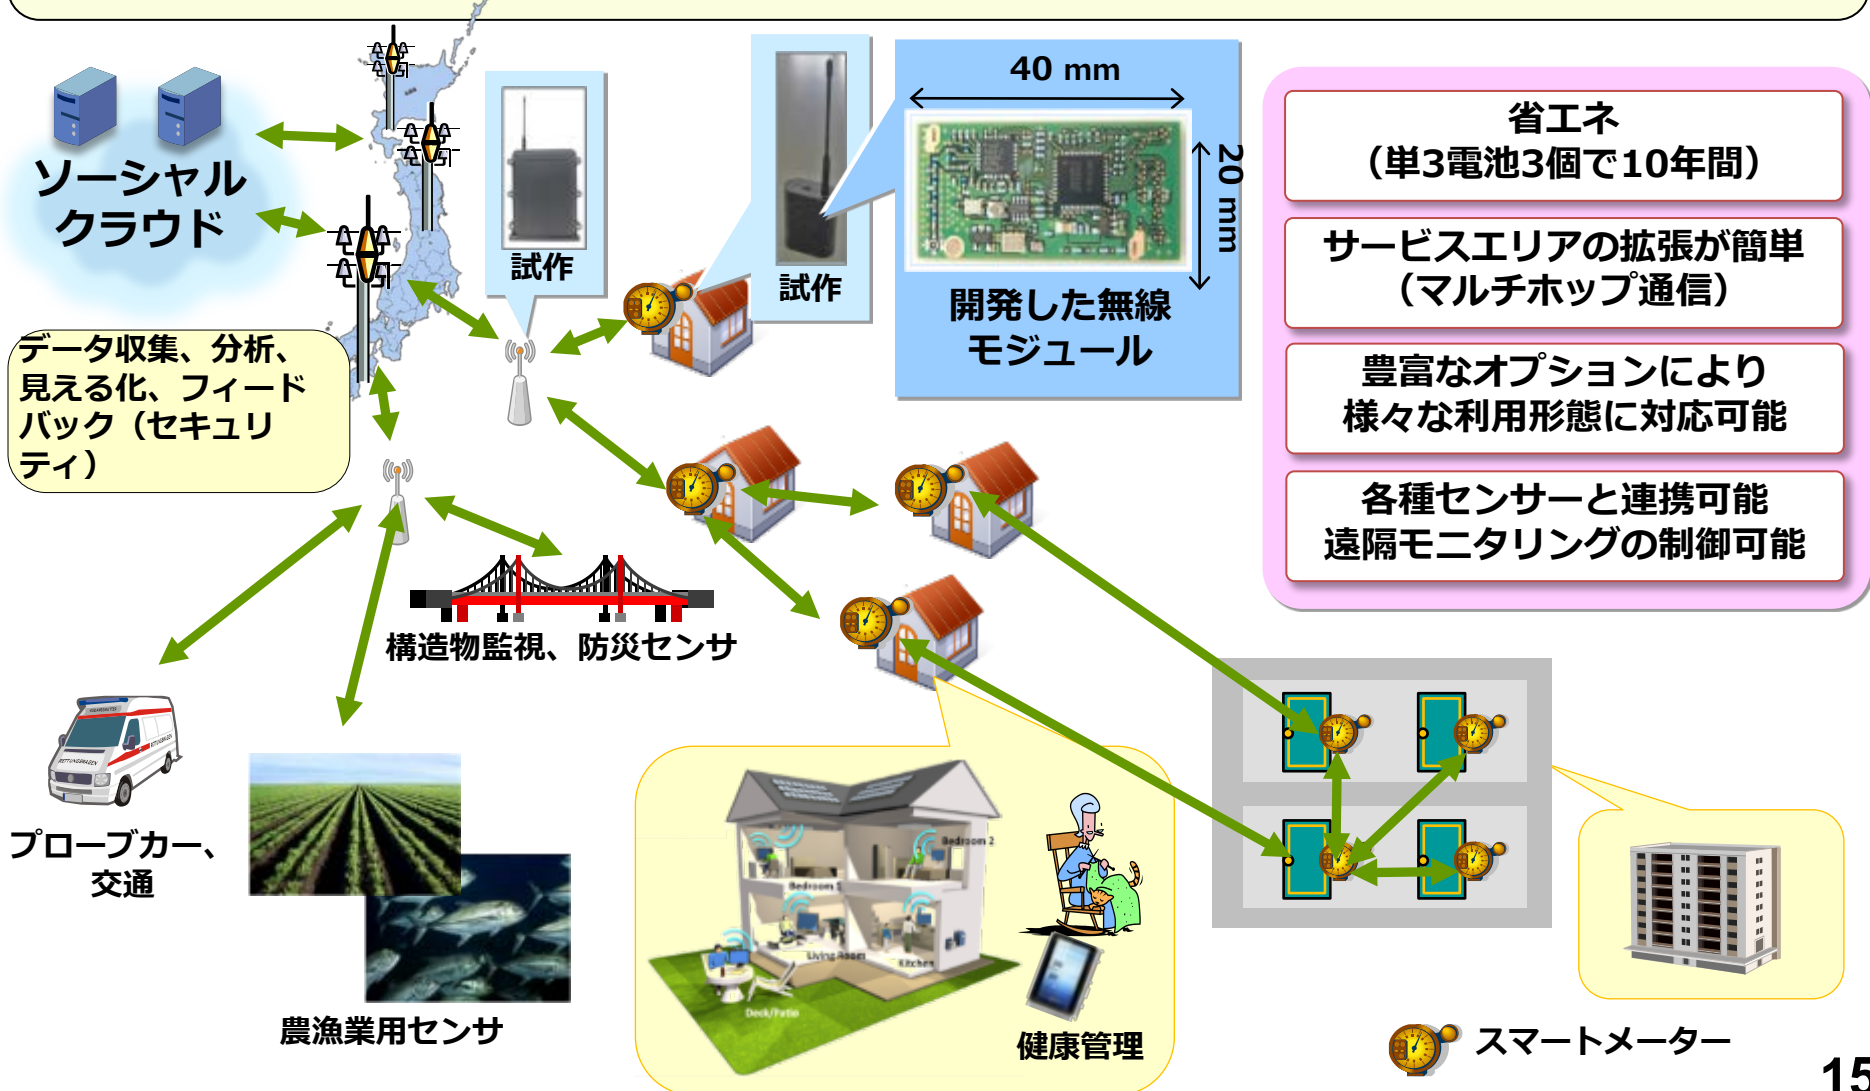 ソーシャル
クラウド
データ収集、分析、
見える化、フィード
バック（セキュリ
ティ）
試作
試作
40 mm
20 mm
開発した無線
モジュール
省エネ
（単3電池3個で10年間）
サービスエリアの拡張が簡単
（マルチホップ通信）
豊富なオプションにより
様々な利用形態に対応可能
各種センサーと連携可能
遠隔モニタリングの制御可能
構造物監視、防災センサ
プローブカー、
交通
農漁業用センサ
Bedroom 2
Living Room
Kitchen
Deck/Patio
健康管理
スマートメーター
15